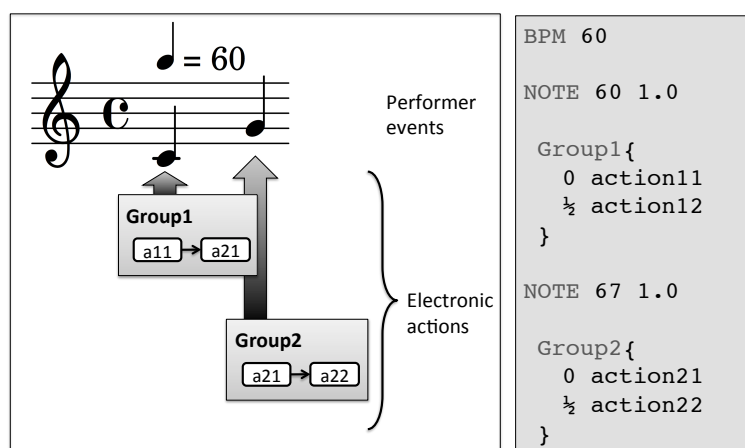 = 60
Performer
events
Group1
a11
a21
Electronic
actions
Group2
a21
a22
BPM 60
NOTE 60 1.0
Group1{
0 action11
½ action12
}
NOTE 67 1.0
Group2{
0 action21
½ action22
}